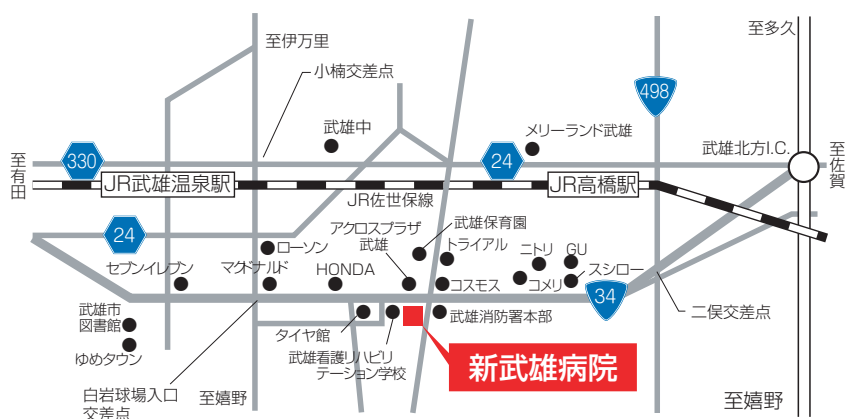 至伊万里
小楠交差点
至多久
498
武雄中
メリーランド武雄
武雄北方I.C.
至佐賀
至有田
330
24
JR武雄温泉駅
JR佐世保線
JR高橋駅
24
ローソン
アクロスプラザ
武雄
武雄保育園
トライアル
ニトリ
GU
スシロー
セブンイレブン
マクドナルド
HONDA
コスモス
コメリ
34
二俣交差点
武雄市
図書館
ゆめタウン
タイヤ館
武雄看護リハビリ
テーション学校
武雄消防署本部
新武雄病院
白岩球場入口
交差点
至嬉野
至嬉野